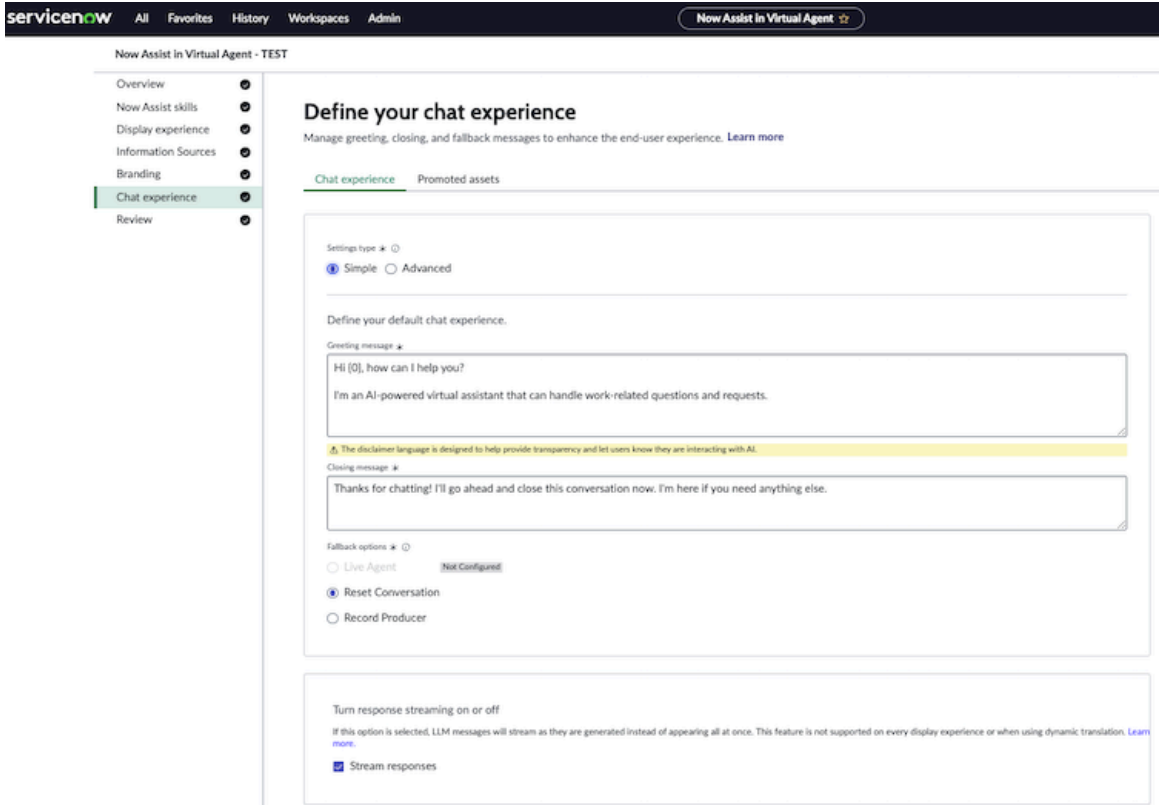 servicenow All Favorites History Workspaces Admin Now Assist in Virtual Agent
Now Assist in Virtual Agent - TEST
Overview
Now Assist skills
Display experience
Information Sources
Branding
Chat experience
Review
Define your chat experience
Manage greeting, closing, and fallback messages to enhance the end-user experience. Learn more
Chat experience Promoted assets
Settings type *
Simple Advanced
Define your default chat experience.
Greeting message *
Hi {0}, how can I help you?
I'm an AI-powered virtual assistant that can handle work-related questions and requests.
The disclaimer language is designed to help provide transparency and let users know they are interacting with AI.
Closing message *
Thanks for chatting! I'll go ahead and close this conversation now. I'm here if you need anything else.
Fallback options *
Live Agent Not Configured
Reset Conversation
Record Producer
Turn response streaming on or off
If this option is selected, LLM messages will stream as they are generated instead of appearing all at once. This feature is not supported on every display experience or when using dynamic translation. Learn
more.
Stream responses